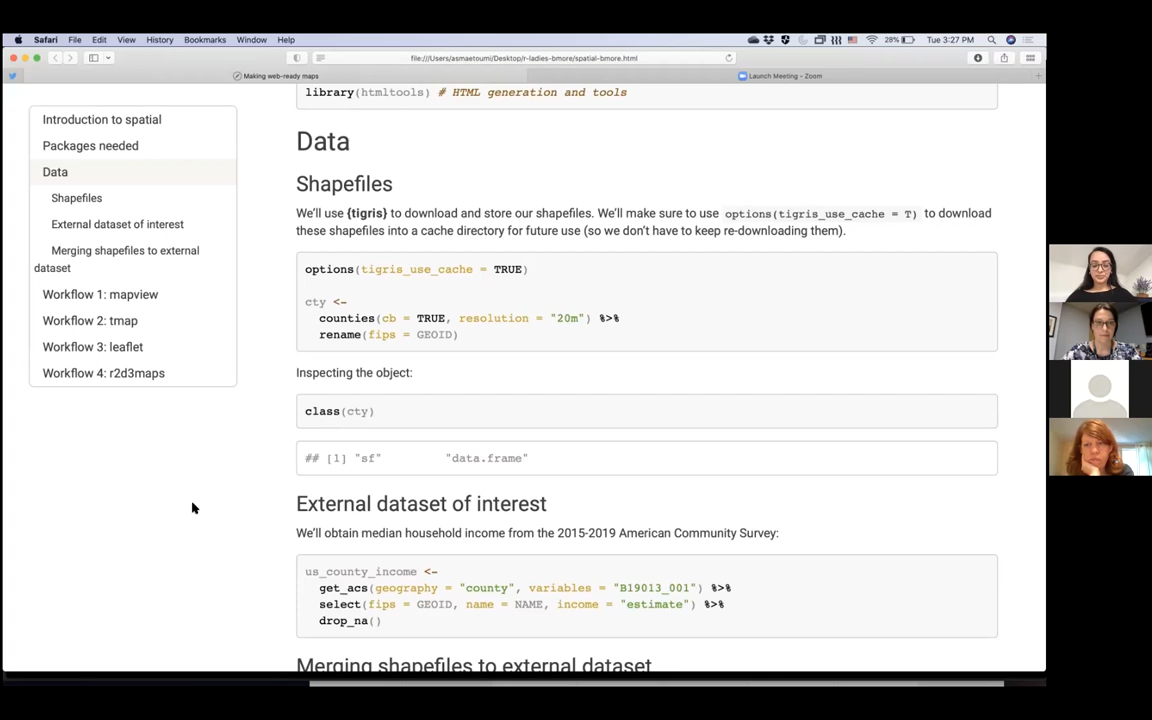 Safari File Edit View History Bookmarks Window Help 28% Tue 3:27 PM
file:///Users/asmaetoumi/Desktop/r-ladies-bmore/spatial-bmore.html
Making web-ready maps Launch Meeting - Zoom
Introduction to spatial
Packages needed
Data
Shapefiles
External dataset of interest
Merging shapefiles to external
dataset
Workflow 1: mapview
Workflow 2: tmap
Workflow 3: leaflet
Workflow 4: r2d3maps
library(htmltools) # HTML generation and tools
Data
Shapefiles
We'll use {tigris} to download and store our shapefiles. We'll make sure to use options(tigris_use_cache = T) to download
these shapefiles into a cache directory for future use (so we don't have to keep re-downloading them).
options(tigris_use_cache = TRUE)
cty <-
counties(cb = TRUE, resolution = "20m") %>%
rename(fips = GEOID)
Inspecting the object:
class(cty)
## [1] "sf" "data.frame"
External dataset of interest
We'll obtain median household income from the 2015-2019 American Community Survey:
us_county_income <-
get_acs(geography = "county", variables = "B19013_001") %>%
select(fips = GEOID, name = NAME, income = "estimate") %>%
drop_na()
Merging shapefiles to external dataset